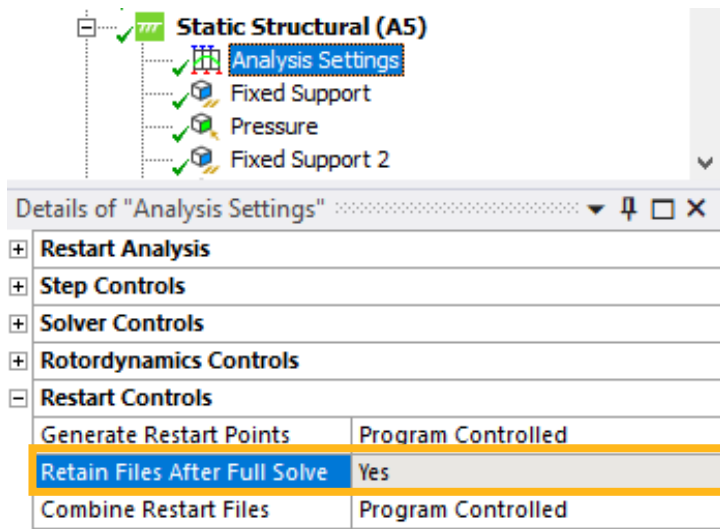 Static Structural (A5)
Analysis Settings
Fixed Support
Pressure
Fixed Support 2
Details of "Analysis Settings"
Restart Analysis
Step Controls
Solver Controls
Rotordynamics Controls
Restart Controls
Generate Restart Points Program Controlled
Retain Files After Full Solve Yes
Combine Restart Files Program Controlled